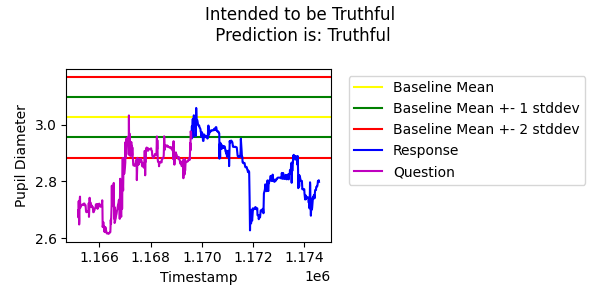 Intended to be Truthful
Prediction is: Truthful
Pupil Diameter
3.0
2.8
2.6
1.166
1.168
1.170
1.172
1.174
1e6
Timestamp
Baseline Mean
Baseline Mean +- 1 stddev
Baseline Mean +- 2 stddev
Response
Question